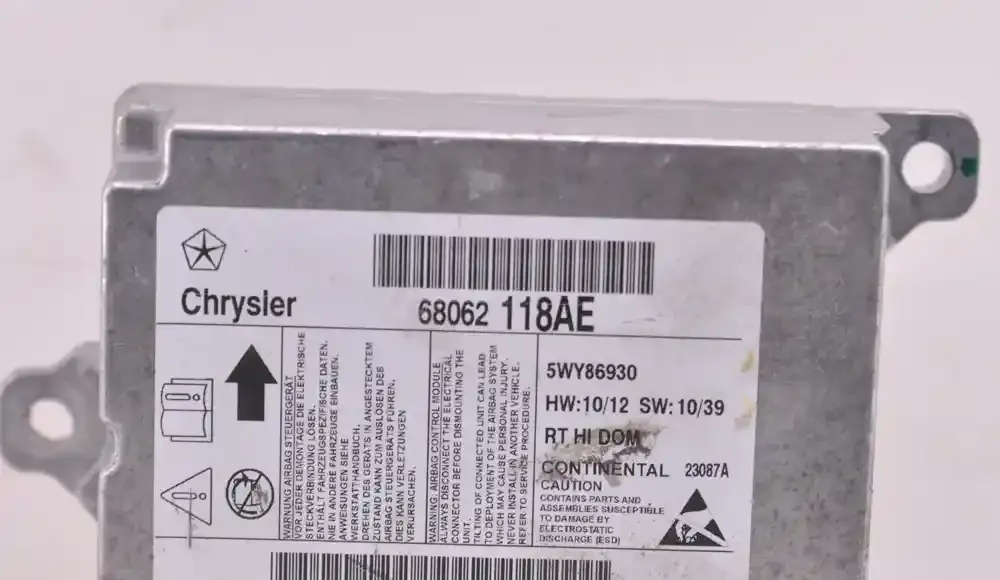 Chrysler
68062 118AE
WARNUNG AIRBAG STEUERGERÄT
VOR JEDER DEMONTAGE DIE ELEKTRISCHE
STECKVERBINDUNG LÖSEN.
ENTHÄLT FAHRZEUGSPEZIFISCHE DATEN.
NIE IN ANDERE FAHRZEUGE EINBAUEN.
ANWEISUNGEN SIEHE
WERKSTATTHANDBUCH.
DREHEN DES GERÄTS IN ANGESTECKTEM
ZUSTAND KANN ZUM AUSLÖSEN DES
AIRBAG STEUERGERÄTS FÜHREN.
DIES KANN VERLETZUNGEN
VERURSACHEN.
WARNING, AIRBAG CONTROL MODULE
ALWAYS DISCONNECT THE ELECTRICAL
CONNECTOR BEFORE DISMOUNTING THE
UNIT.
TILTING OF CONNECTED UNIT CAN LEAD
TO DEPLOYMENT OF THE AIRBAG SYSTEM
WHICH MAY CAUSE PERSONAL INJURY.
NEVER INSTALL IN ANOTHER VEHICLE.
REFER TO SERVICE PROCEDURE.
5WY86930
HW:10/12 SW:10/39
RT HI DOM
CONTINENTAL 23087A
CAUTION
CONTAINS PARTS AND
ASSEMBLIES SUSCEPTIBLE
TO DAMAGE BY
ELECTROSTATIC
DISCHARGE (ESD)